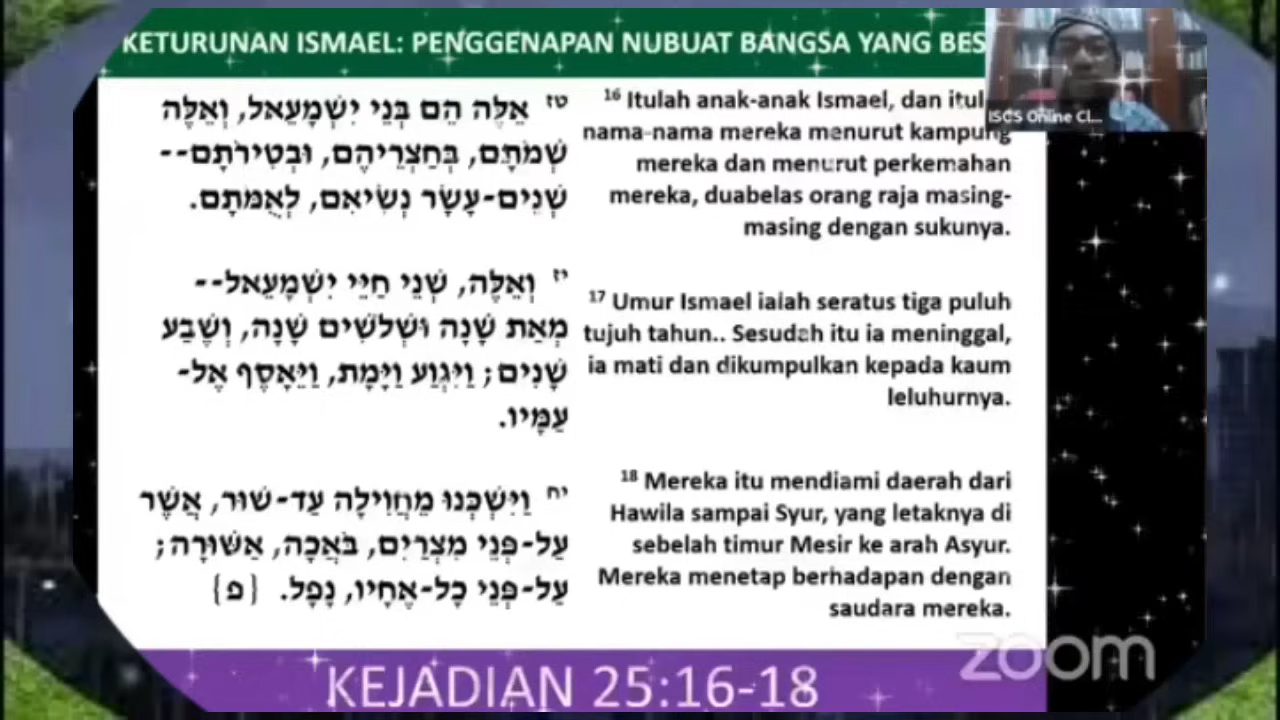 KETURUNAN ISMAEL: PENGGENAPAN NUBUAT BANGSA YANG BES
ISCS Online Cl...
טז אֵלֶּה הֵם בְּנֵי יִשְׁמָעֵאל, וְאֵלֶּה
שְׁמֹתָם, בְּחַצְרֵיהֶם, וּבְטִירֹתָם--
שְׁנֵים-עָשָׂר נְשִׂיאִם, לְאֻמֹּתָם.
16 Itulah anak-anak Ismael, dan itul
nama-nama mereka menurut kampung
mereka dan menurut perkemahan
mereka, duabelas orang raja masing-
masing dengan sukunya.
יז וְאֵלֶּה, שְׁנֵי חַיֵּי יִשְׁמָעֵאל--
מְאַת שָׁנָה וּשְׁלֹשִׁים שָׁנָה, וְשֶׁבַע
שָׁנִים; וַיִּגְוַע וַיָּמָת, וַיֵּאָסֶף אֶל-
עַמָּיו.
17 Umur Ismael ialah seratus tiga puluh
tujuh tahun.. Sesudah itu ia meninggal,
ia mati dan dikumpulkan kepada kaum
leluhurnya.
יח וַיִּשְׁכְּנוּ מֵחֲוִילָה עַד-שׁוּר, אֲשֶׁר
עַל-פְּנֵי מִצְרַיִם, בֹּאֲכָה, אַשּׁוּרָה;
עַל-פְּנֵי כָל-אֶחָיו, נָפָל. {פ}
18 Mereka itu mendiami daerah dari
Hawila sampai Syur, yang letaknya di
sebelah timur Mesir ke arah Asyur.
Mereka menetap berhadapan dengan
saudara mereka.
zoom
KEJADIAN 25:16-18